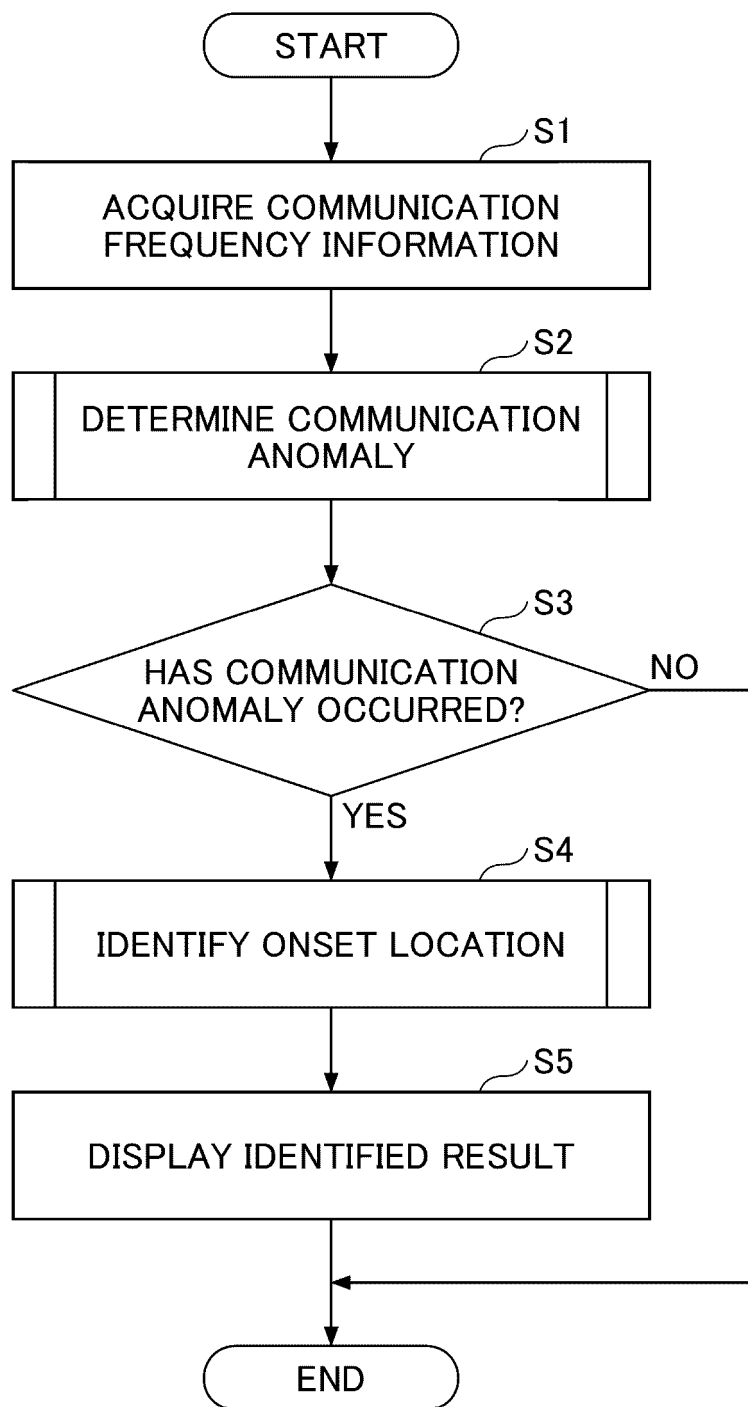 START
S1
ACQUIRE COMMUNICATION
FREQUENCY INFORMATION
S2
DETERMINE COMMUNICATION
ANOMALY
S3
HAS COMMUNICATION
ANOMALY OCCURRED?
NO
YES
S4
IDENTIFY ONSET LOCATION
S5
DISPLAY IDENTIFIED RESULT
END